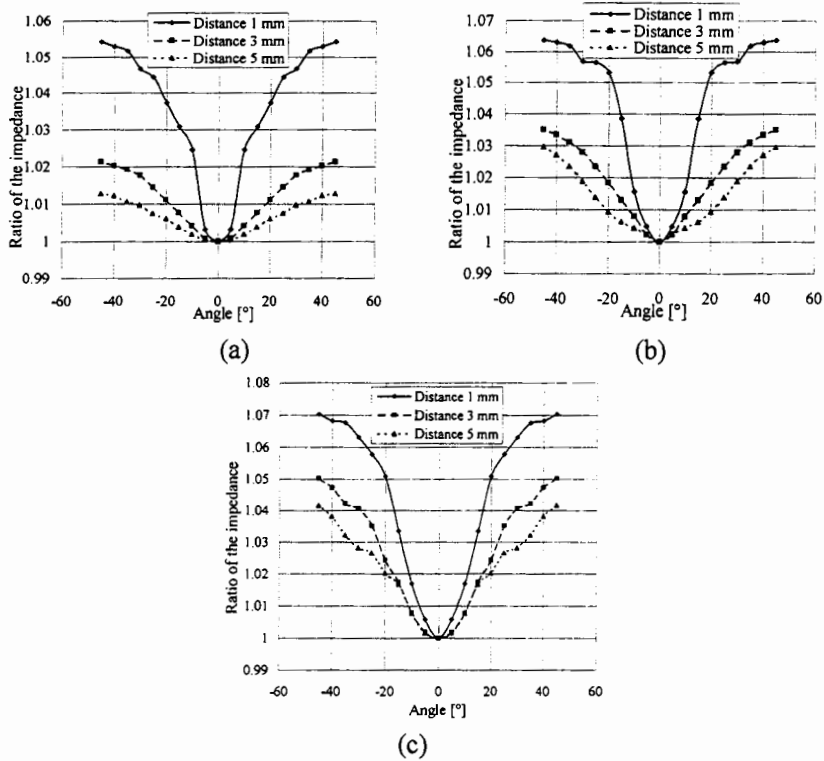 Distance 1 mm
Distance 3 mm
Distance 5 mm
Ratio of the impedance
1.06
1.05
1.04
1.03
1.02
1.01
1
0.99
-60 -40 -20 0 20 40 60
Angle [°]
(a)
Distance 1 mm
Distance 3 mm
Distance 5 mm
Ratio of the impedance
1.07
1.06
1.05
1.04
1.03
1.02
1.01
1
0.99
-60 -40 -20 0 20 40 60
Angle [°]
(b)
Distance 1 mm
Distance 3 mm
Distance 5 mm
Ratio of the impedance
1.08
1.07
1.06
1.05
1.04
1.03
1.02
1.01
1
0.99
-60 -40 -20 0 20 40 60
Angle [°]
(c)